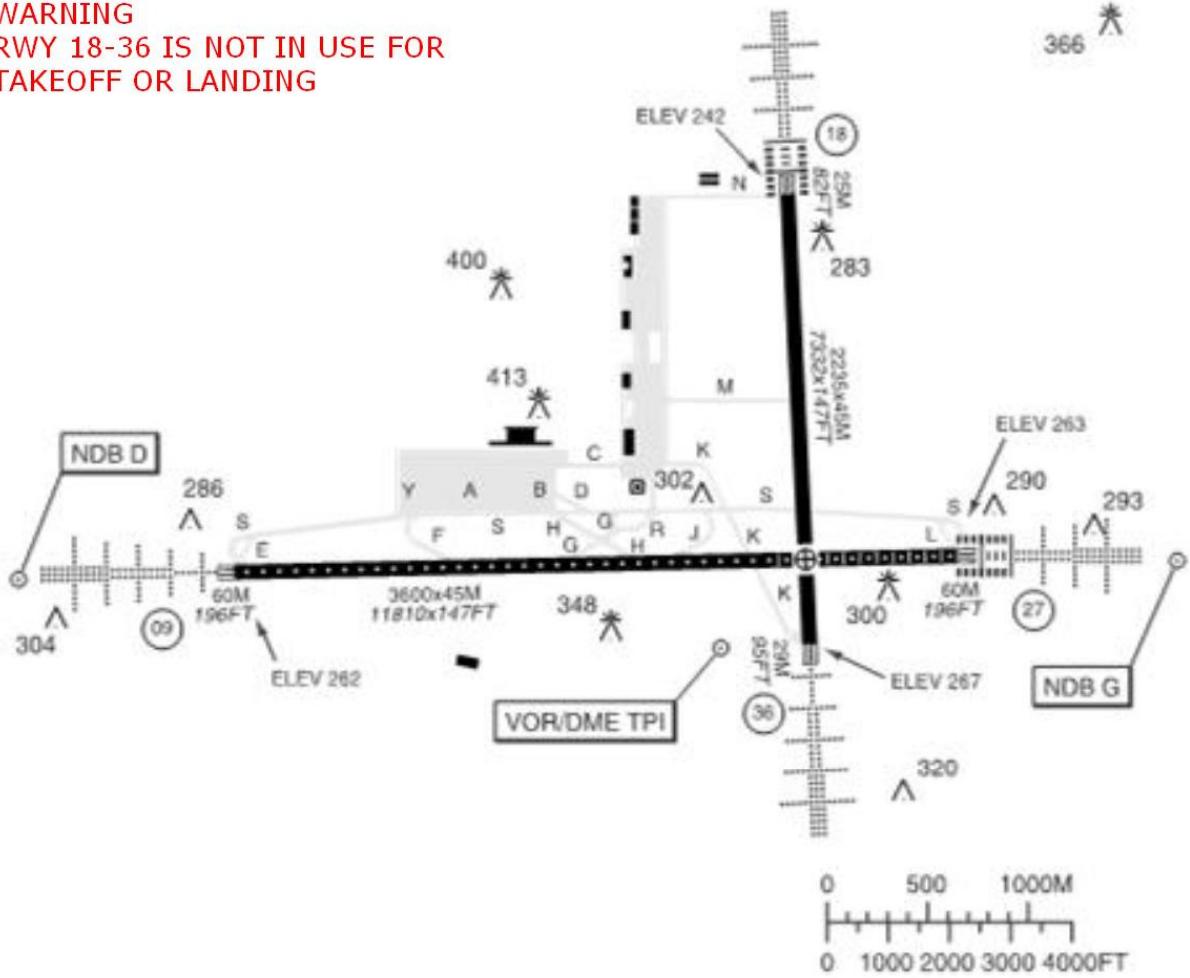 WARNING
RWY 18-36 IS NOT IN USE FOR
TAKEOFF OR LANDING
366
ELEV 242
18
N
25M
82FT
283
400
2235x45M
7332x147FT
413
M
ELEV 263
NDB D
C
K
286
Y
A
B
D
302
S
290
293
S
S
F
S
H
G
R
J
K
L
E
G
H
60M
196FT
3600x45M
11810x147FT
348
K
300
60M
196FT
304
09
27
29M
95FT
ELEV 262
ELEV 267
NDB G
VOR/DME TPI
36
320
0 500 1000M
0 1000 2000 3000 4000FT